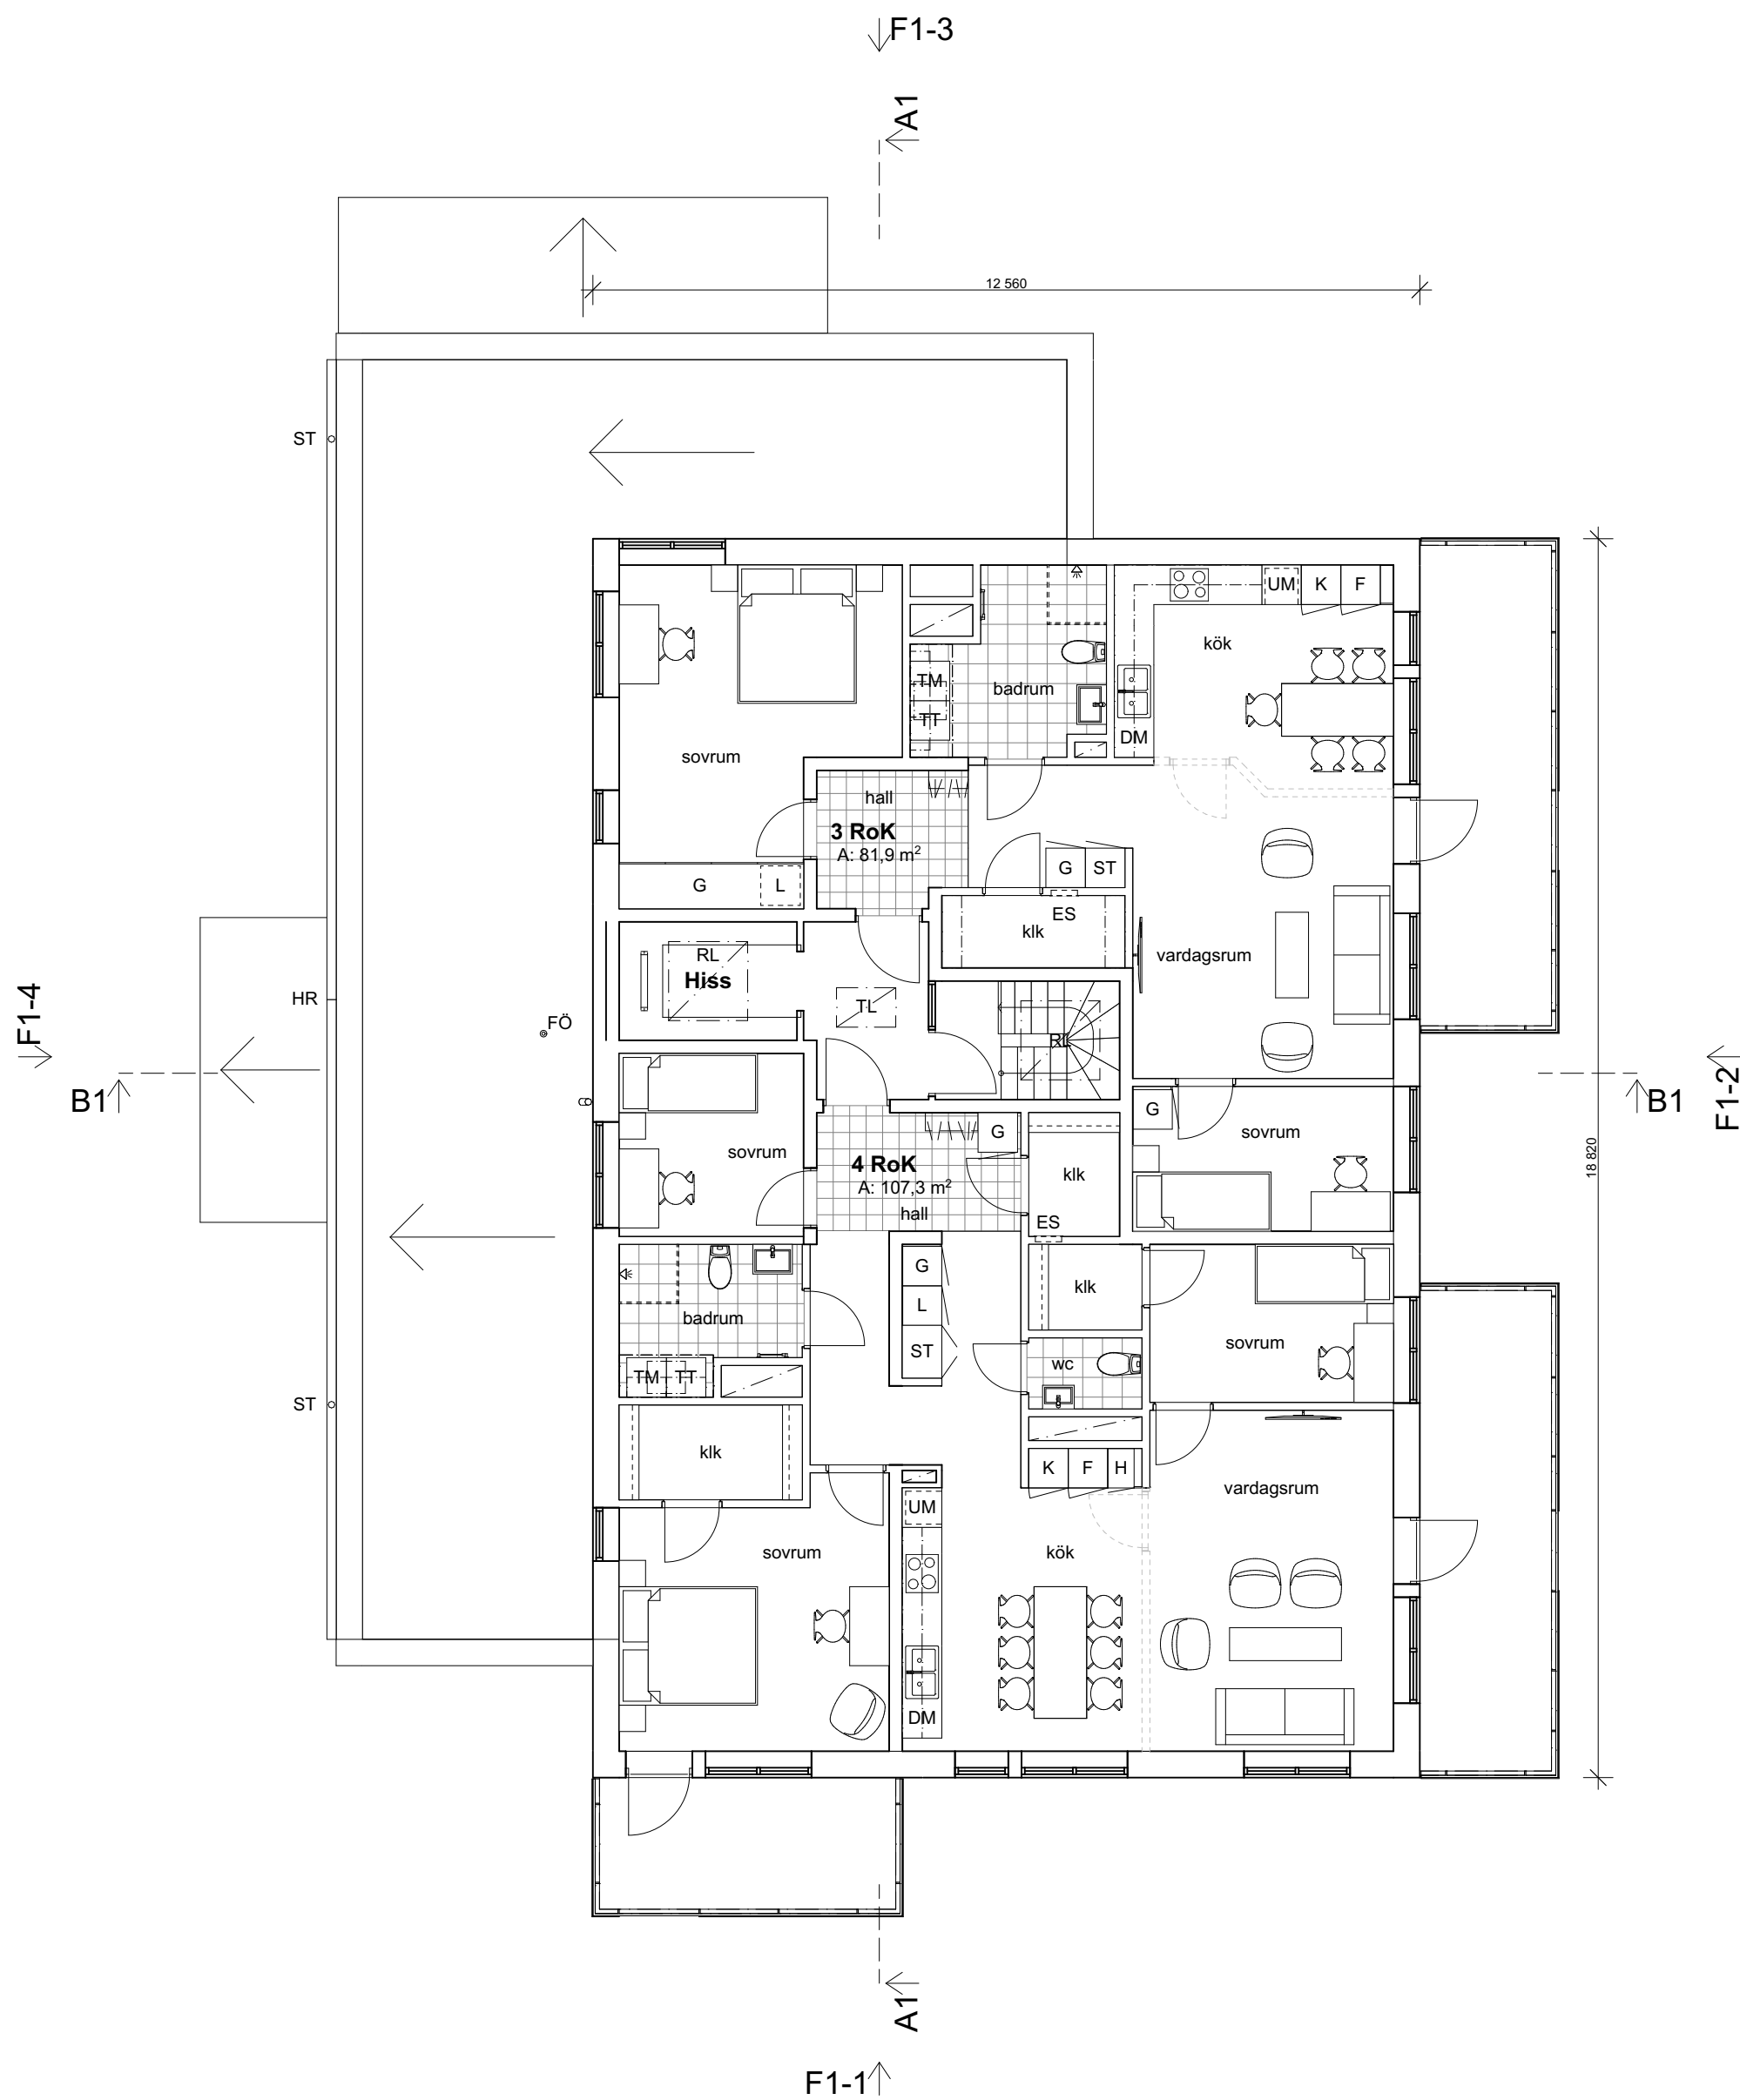 F1-3
A1
12 560
ST
UM K F
kök
TM
TT
badrum
DM
sovrum
hall
3 RoK
A: 81,9 m²
G L
G ST
ES
klk
vardagsrum
RL
Hiss
TL
HR
FÖ
RL
F1-4
B1
F1-2
B1
18 820
G
sovrum
sovrum
G
4 RoK
A: 107,3 m²
hall
klk
ES
G
L
ST
klk
badrum
TM TT
wc
sovrum
ST
klk
K F H
vardagsrum
UM
sovrum
kök
DM
A1
F1-1